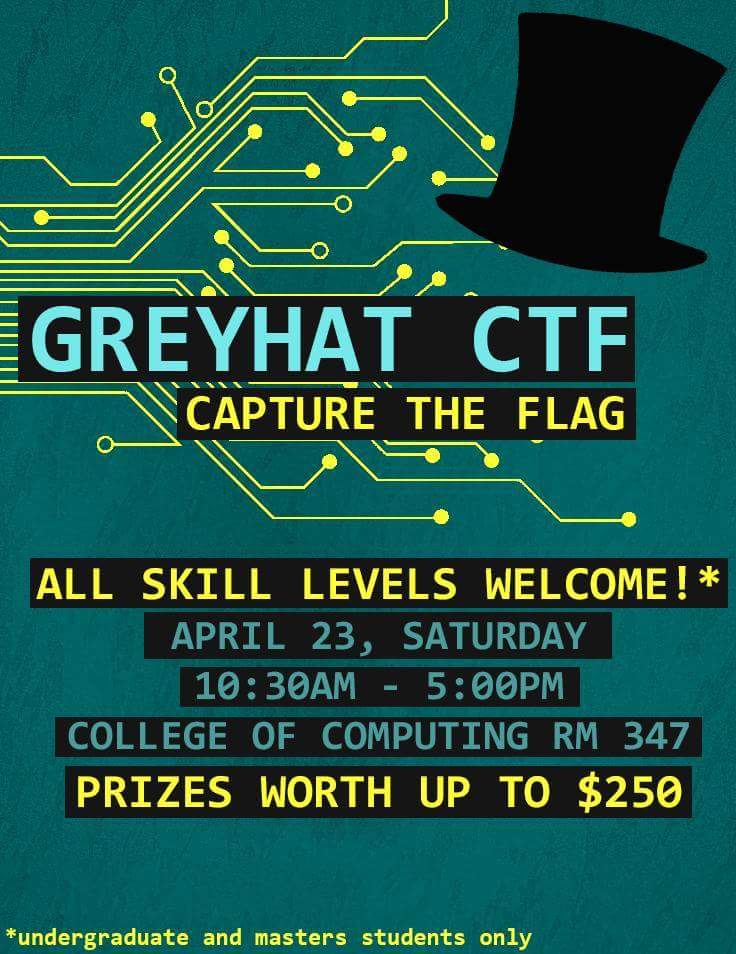 GREYHAT CTF
CAPTURE THE FLAG
ALL SKILL LEVELS WELCOME!*
APRIL 23, SATURDAY
10:30AM - 5:00PM
COLLEGE OF COMPUTING RM 347
PRIZES WORTH UP TO $250
*undergraduate and masters students only